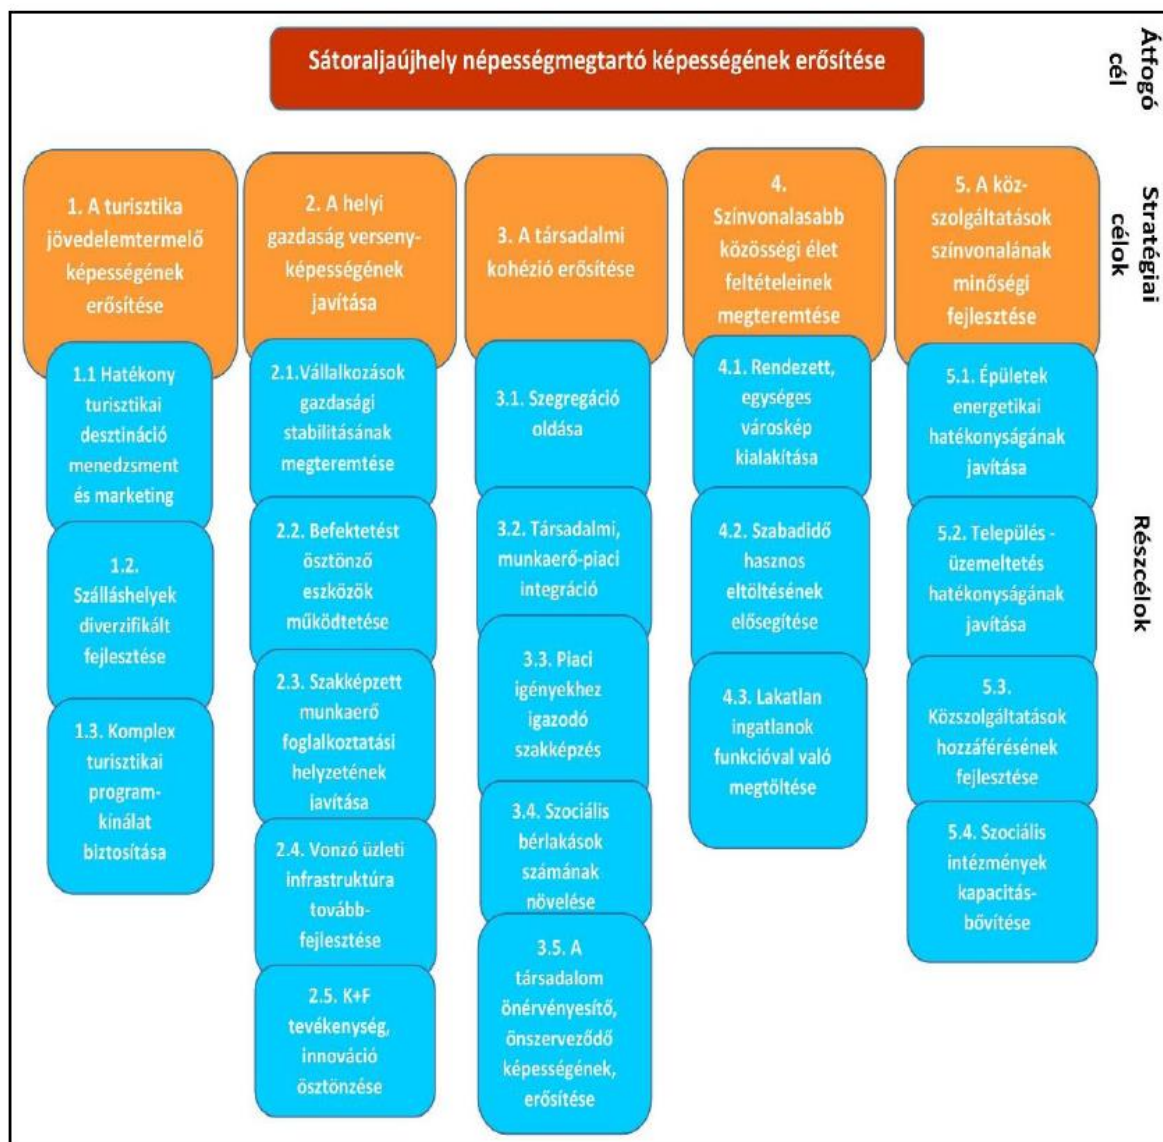 Sátoraljaújhely népességmegtartó képességének erősítése
Átfogó
cél
1. A turisztika
jövedelemtermelő
képességének
erősítése
2. A helyi
gazdaság verseny-
képességének
javítása
3. A társadalmi
kohézió erősítése
4.
Színvonalasabb
közösségi élet
feltételeinek
megteremtése
5. A köz-
szolgáltatások
színvonalának
minőségi
fejlesztése
Stratégiai
célok
1.1 Hatékony
turisztikai
desztináció
menedzsment
és marketing
1.2.
Szálláshelyek
diverzifikált
fejlesztése
1.3. Komplex
turisztikai
program-
kínálat
biztosítása
2.1.Vállalkozások
gazdasági
stabilitásának
megteremtése
2.2. Befektetést
ösztönző
eszközök
működtetése
2.3. Szakképzett
munkaerő
foglalkoztatási
helyzetének
javítása
2.4. Vonzó üzleti
infrastruktúra
tovább-
fejlesztése
2.5. K+F
tevékenység,
innováció
ösztönzése
3.1. Szegregáció
oldása
3.2. Társadalmi,
munkaerő-piaci
integráció
3.3. Piaci
igényekhez
igazodó
szakképzés
3.4. Szociális
bérlakások
számának
növelése
3.5. A
társadalom
önérvényesítő,
önszerveződő
képességének,
erősítése
4.1. Rendezett,
egységes
városkép
kialakítása
4.2. Szabadidő
hasznos
eltöltésének
elősegítése
4.3. Lakatlan
ingatlanok
funkcióval való
megtöltése
5.1. Épületek
energetikai
hatékonyságának
javítása
5.2. Település -
üzemeltetés
hatékonyságának
javítása
5.3.
Közszolgáltatások
hozzáférésének
fejlesztése
5.4. Szociális
intézmények
kapacitás-
bővítése
Részcélok